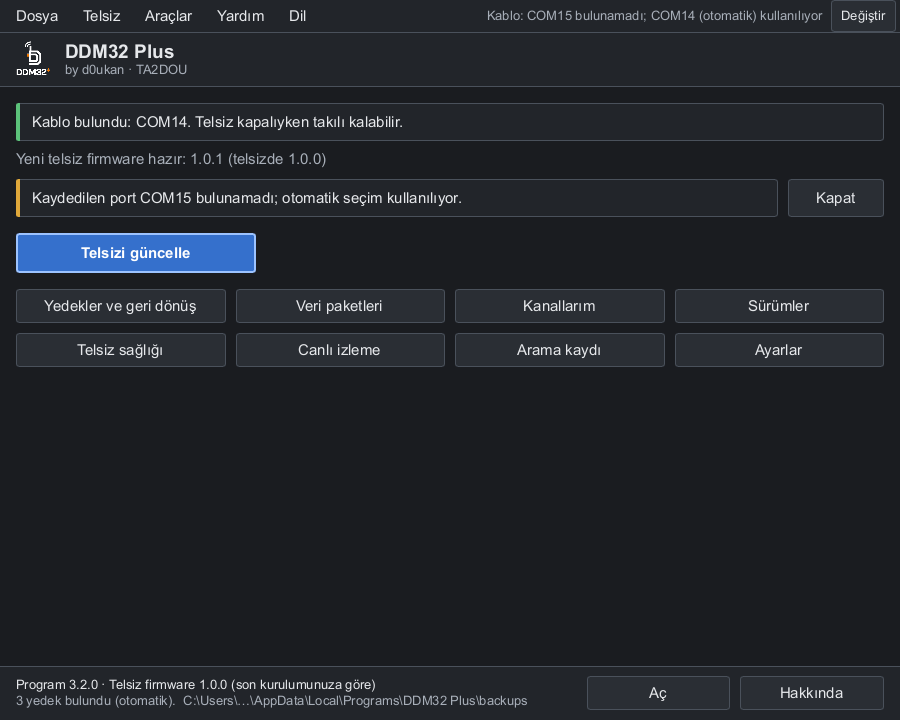 Dosya Telsiz Araçlar Yardım Dil Kablo: COM15 bulunamadı; COM14 (otomatik) kullanılıyor Değiştir
DDM32+
DDM32 Plus
by d0ukan · TA2DOU
Kablo bulundu: COM14. Telsiz kapalıyken takılı kalabilir.
Yeni telsiz firmware hazır: 1.0.1 (telsizde 1.0.0)
Kaydedilen port COM15 bulunamadı; otomatik seçim kullanılıyor. Kapat
Telsizi güncelle
Yedekler ve geri dönüş Veri paketleri Kanallarım Sürümler
Telsiz sağlığı Canlı izleme Arama kaydı Ayarlar
Program 3.2.0 · Telsiz firmware 1.0.0 (son kurulumunuza göre)
3 yedek bulundu (otomatik). C:\Users\...\AppData\Local\Programs\DDM32 Plus\backups
Aç Hakkında